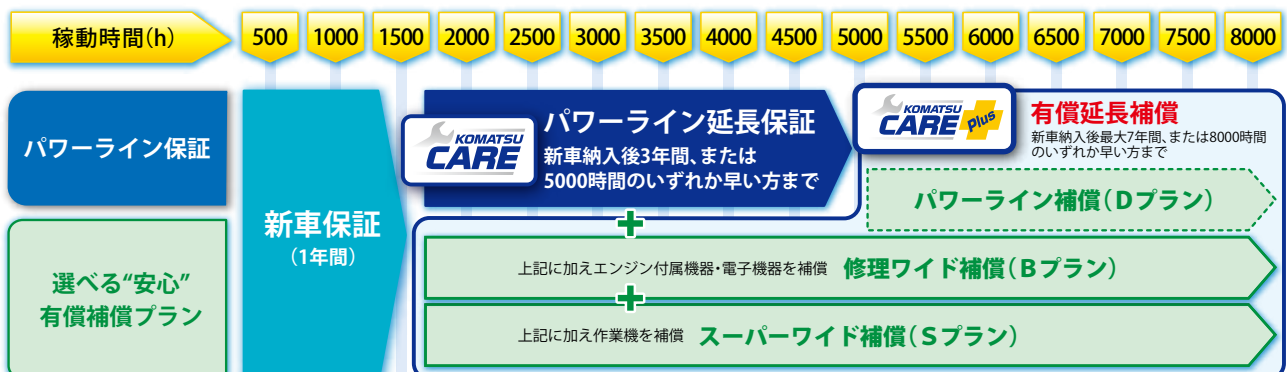 稼動時間(h) 500 1000 1500 2000 2500 3000 3500 4000 4500 5000 5500 6000 6500 7000 7500 8000
パワーライン保証
選べる“安心”
有償補償プラン
新車保証
(1年間)
KOMATSU
CARE
パワーライン延長保証
新車納入後3年間、または
5000時間のいずれか早い方まで
KOMATSU
CARE Plus
有償延長補償
新車納入後最大7年間、または8000時間
のいずれか早い方まで
パワーライン補償(Dプラン)
+
上記に加えエンジン付属機器・電子機器を補償 修理ワイド補償(Bプラン)
+
上記に加え作業機を補償 スーパーワイド補償(Sプラン)